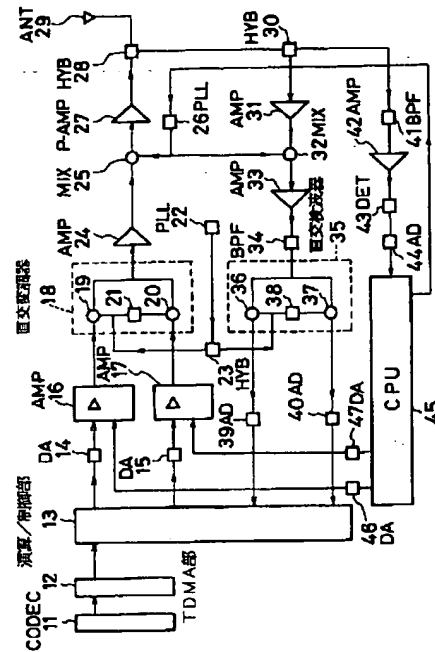 CODEC
11
12
TDMA部
演算/制御部
13
DA
14
DA
15
AMP
16
AMP
17
直交変調器
18
19
21
20
AMP
24
MIX
25
P-AMP
27
HYB
28
ANT
29
PLL
22
23
HYB
26PLL
HYB
30
AMP
31
32MIX
AMP
33
BPF
34
直交検波器
35
36
38
37
39AD
40AD
41BPF
42AMP
43DET
44AD
CPU
45
46
DA
47DA